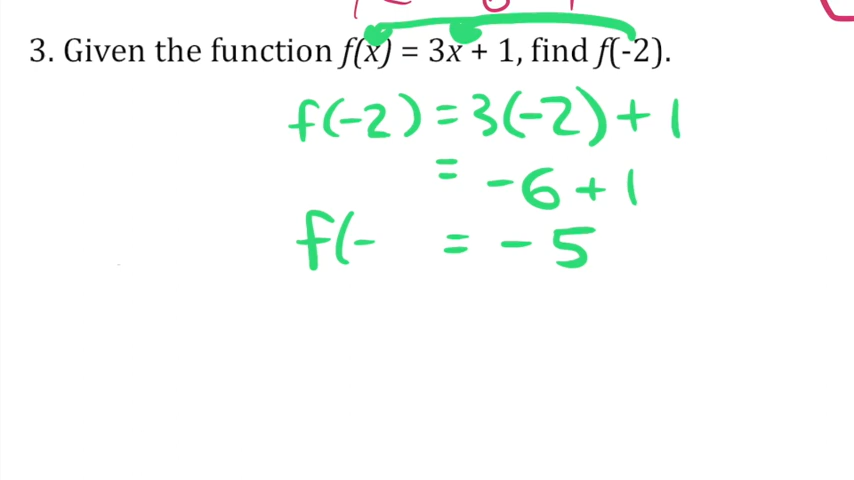 3. Given the function f(x) = 3x + 1, find f(-2).
f(-2) = 3(-2) + 1
= -6 + 1
f(- = -5